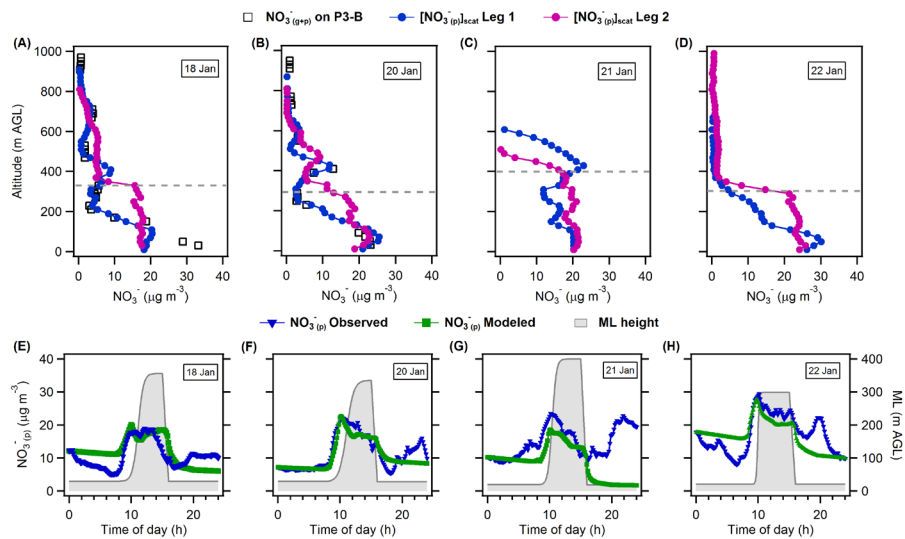 NO₃⁻(g+p) on P3-B [NO₃⁻(p)]scat Leg 1 [NO₃⁻(p)]scat Leg 2
(A) (B) (C) (D)
18 Jan 20 Jan 21 Jan 22 Jan
Altitude (m AGL)
1000
800
600
400
200
0
0 10 20 30 40 0 10 20 30 40 0 10 20 30 40 0 10 20 30 40
NO₃⁻ (μg m⁻³) NO₃⁻ (μg m⁻³) NO₃⁻ (μg m⁻³) NO₃⁻ (μg m⁻³)
NO₃⁻(p) Observed NO₃⁻(p) Modeled ML height
(E) (F) (G) (H)
18 Jan 20 Jan 21 Jan 22 Jan
NO₃⁻(p) (μg m⁻³)
40
30
20
10
0
ML (m AGL)
400
300
200
100
0
0 10 20 0 10 20 0 10 20 0 10 20
Time of day (h) Time of day (h) Time of day (h) Time of day (h)